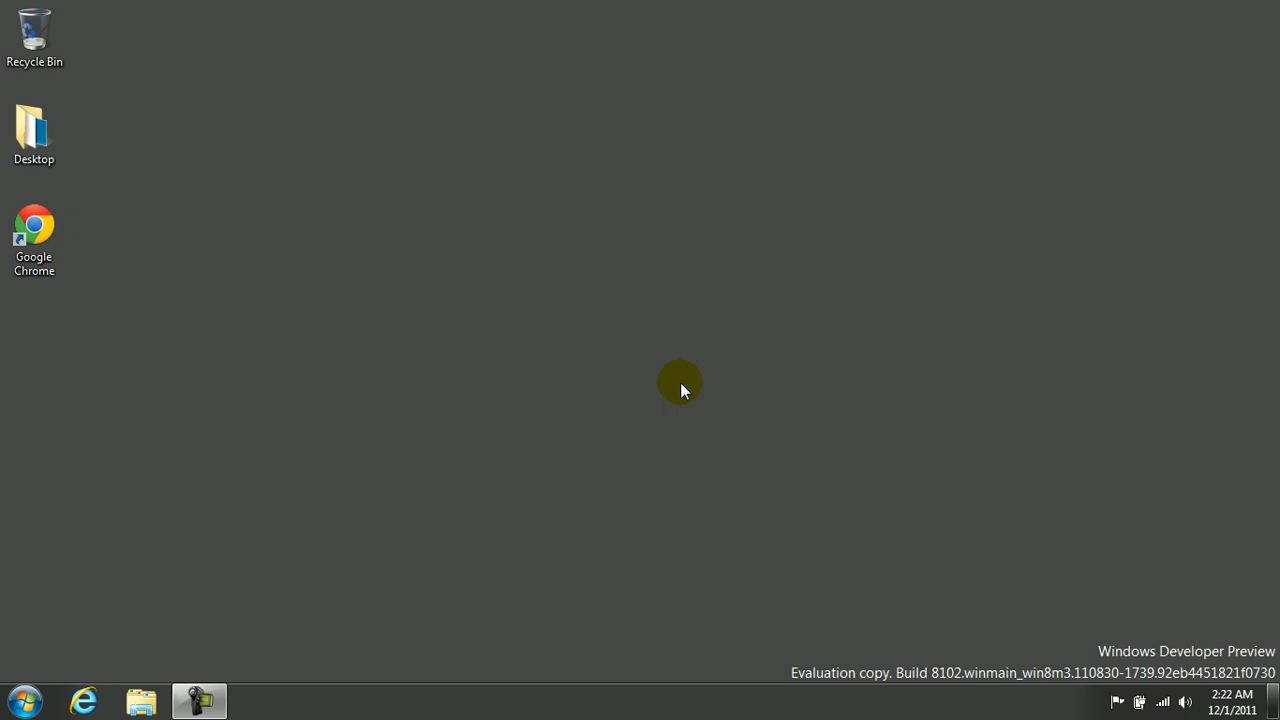 Recycle Bin
Desktop
Google
Chrome
Windows Developer Preview
Evaluation copy. Build 8102.winmain_win8m3.110830-1739.92eb4451821f0730
2:22 AM
12/1/2011